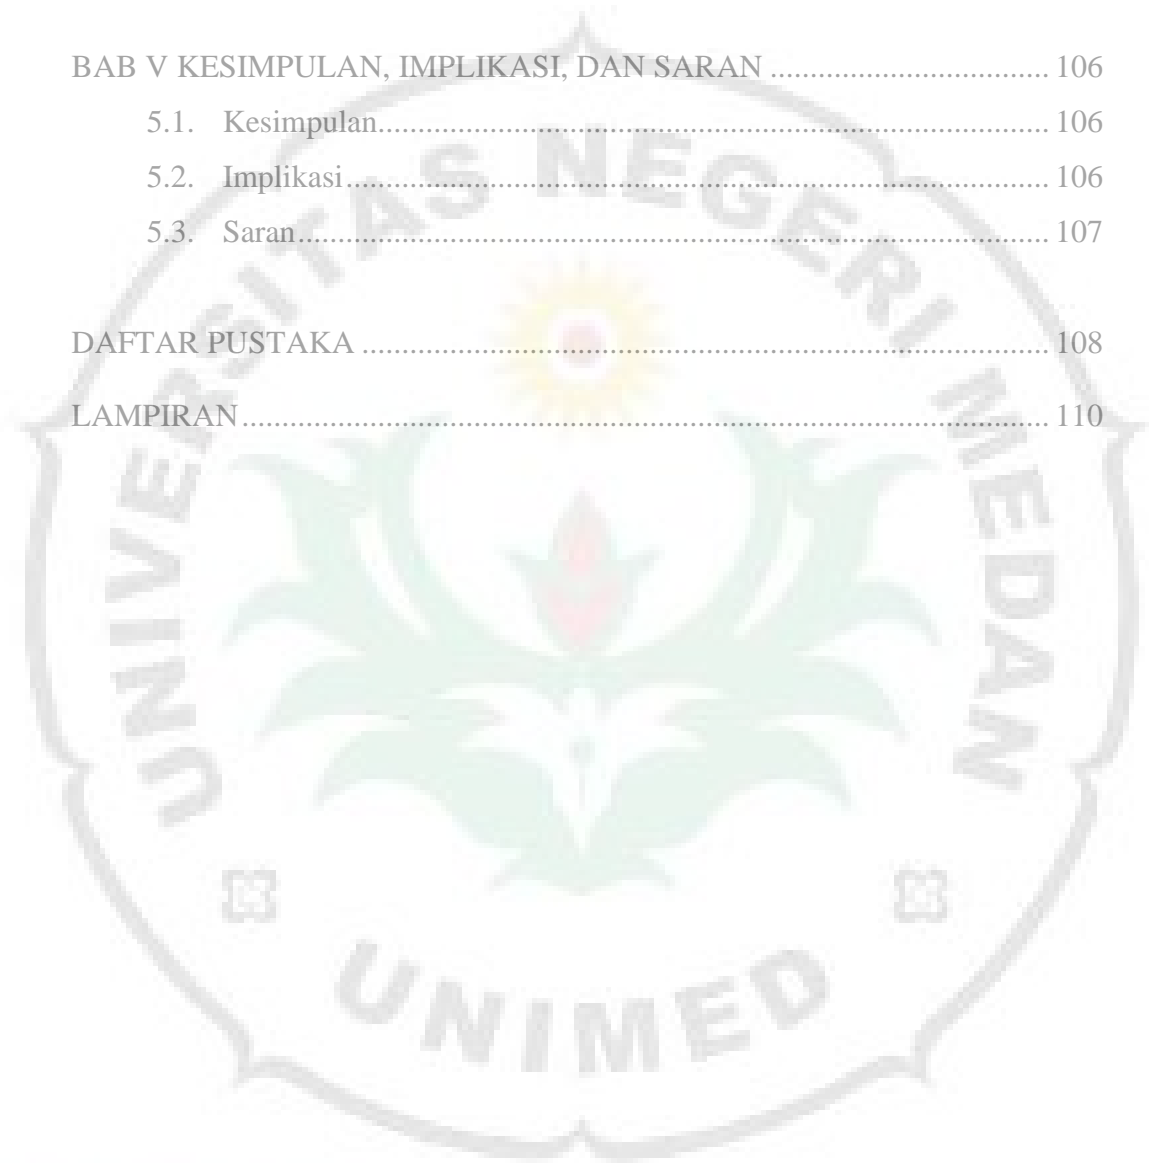 BAB V KESIMPULAN, IMPLIKASI, DAN SARAN ................................. 106
5.1. Kesimpulan.................................................................................. 106
5.2. Implikasi...................................................................................... 106
5.3. Saran............................................................................................ 107
DAFTAR PUSTAKA .................................................................................. 108
LAMPIRAN................................................................................................. 110
UNIVERSITAS NEGERI MEDAN
UNIMED